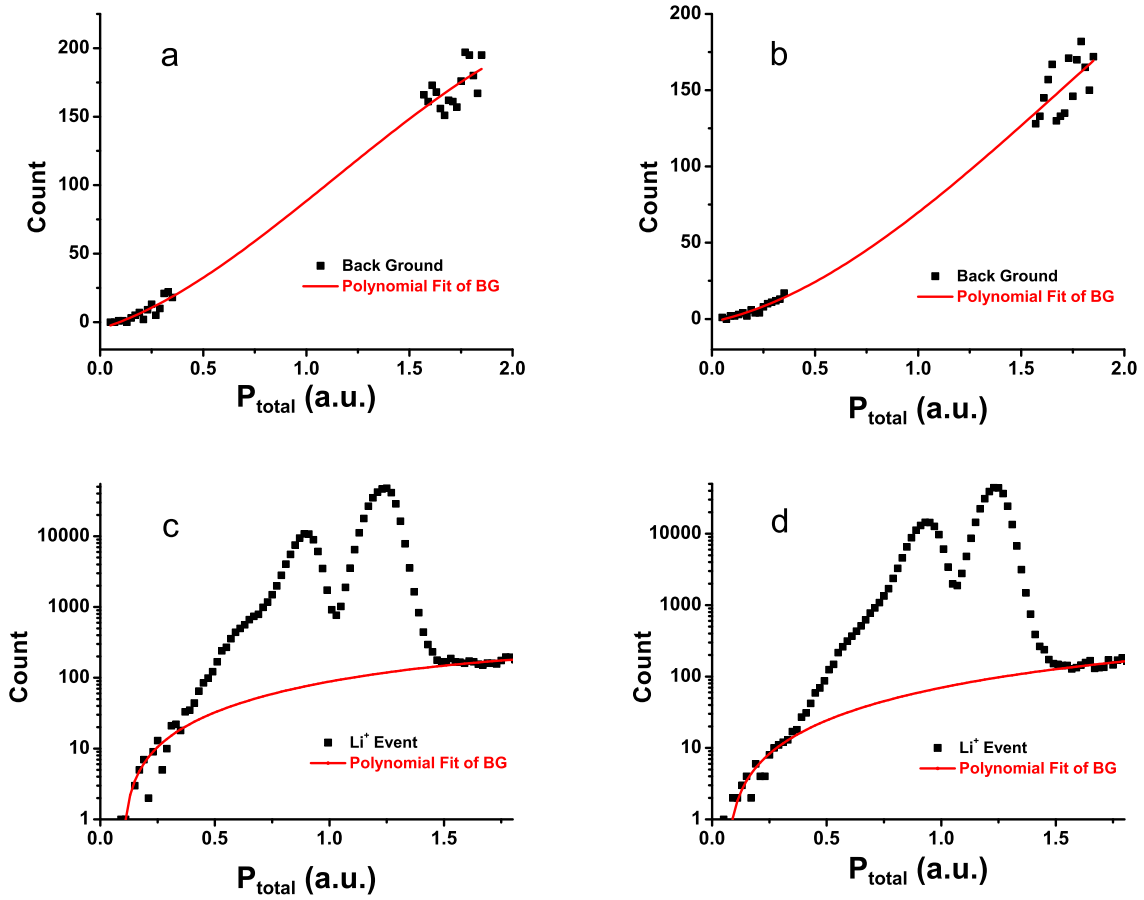 a
200
150
100
50
0
Count
Back Ground
Polynomial Fit of BG
0.0 0.5 1.0 1.5 2.0
P_total (a.u.)
b
200
150
100
50
0
Count
Back Ground
Polynomial Fit of BG
0.0 0.5 1.0 1.5 2.0
P_total (a.u.)
c
10000
1000
100
10
1
Count
Li⁺ Event
Polynomial Fit of BG
0.0 0.5 1.0 1.5
P_total (a.u.)
d
10000
1000
100
10
1
Count
Li⁺ Event
Polynomial Fit of BG
0.0 0.5 1.0 1.5
P_total (a.u.)